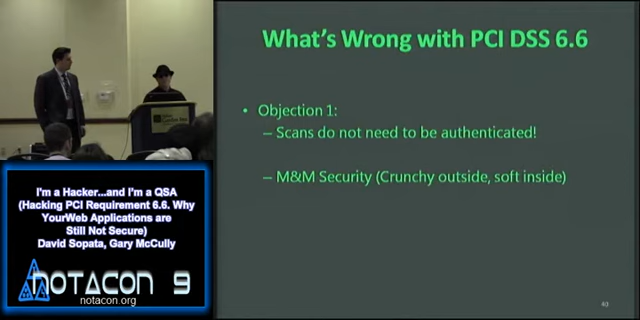 What's Wrong with PCI DSS 6.6
• Objection 1:
– Scans do not need to be authenticated!
– M&M Security (Crunchy outside, soft inside)
43
I'm a Hacker...and I'm a QSA
(Hacking PCI Requirement 6.6. Why
YourWeb Applications are
Still Not Secure)
David Sopata, Gary McCully
NOTACON 9
notacon.org